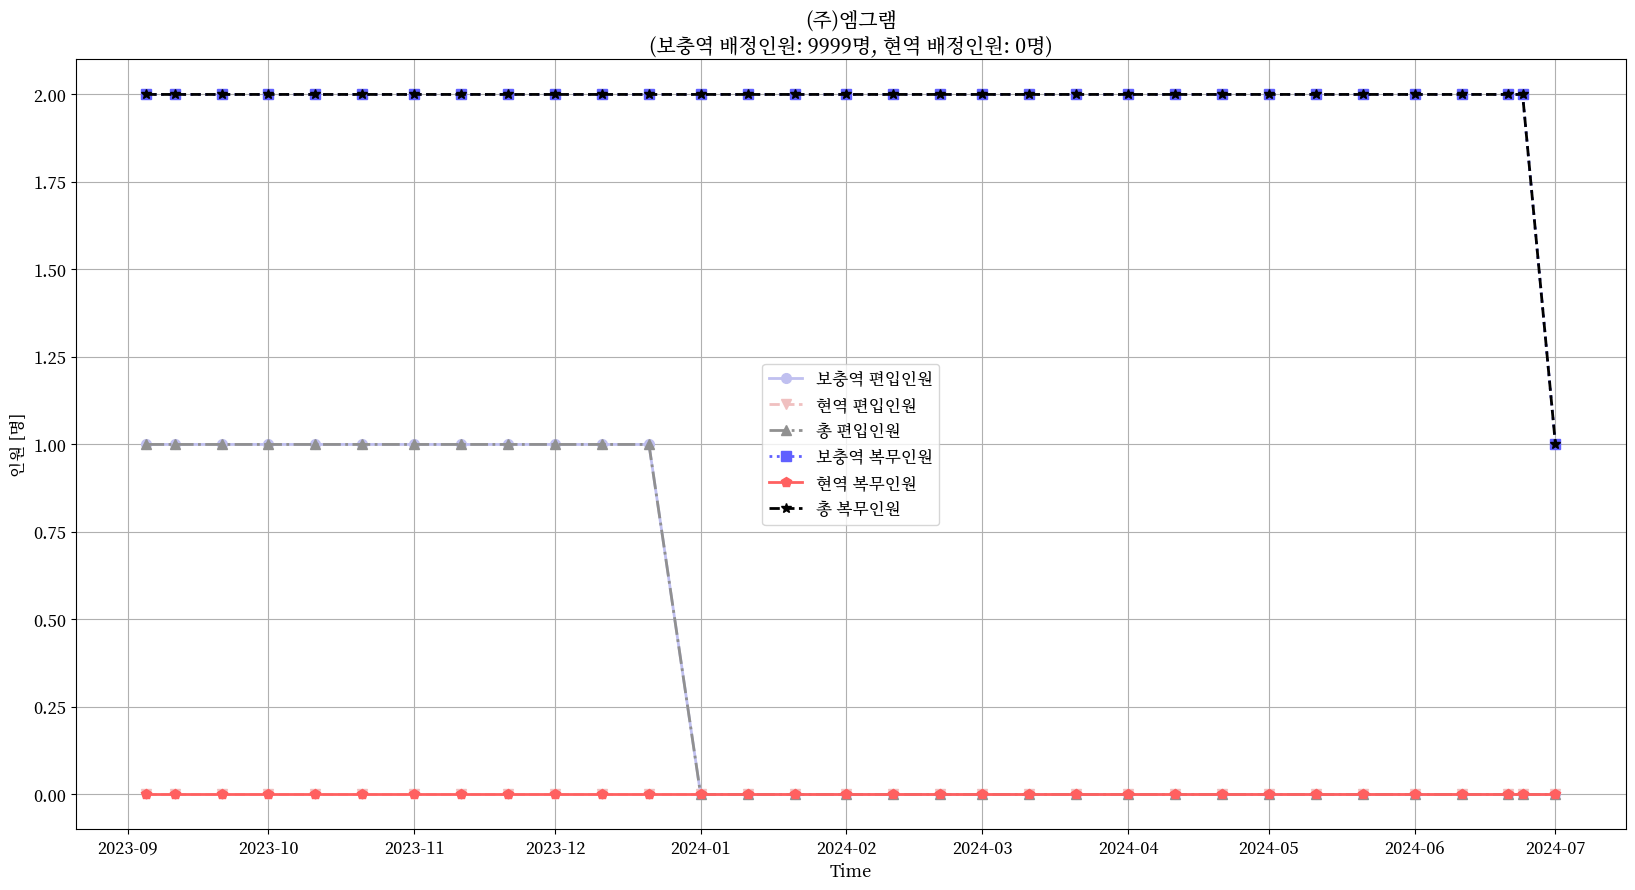 (주)엠그램
(보충역 배정인원: 9999명, 현역 배정인원: 0명)
인원 [명]
2.00
1.75
1.50
1.25
1.00
0.75
0.50
0.25
0.00
보충역 편입인원
현역 편입인원
총 편입인원
보충역 복무인원
현역 복무인원
총 복무인원
2023-09 2023-10 2023-11 2023-12 2024-01 2024-02 2024-03 2024-04 2024-05 2024-06 2024-07
Time